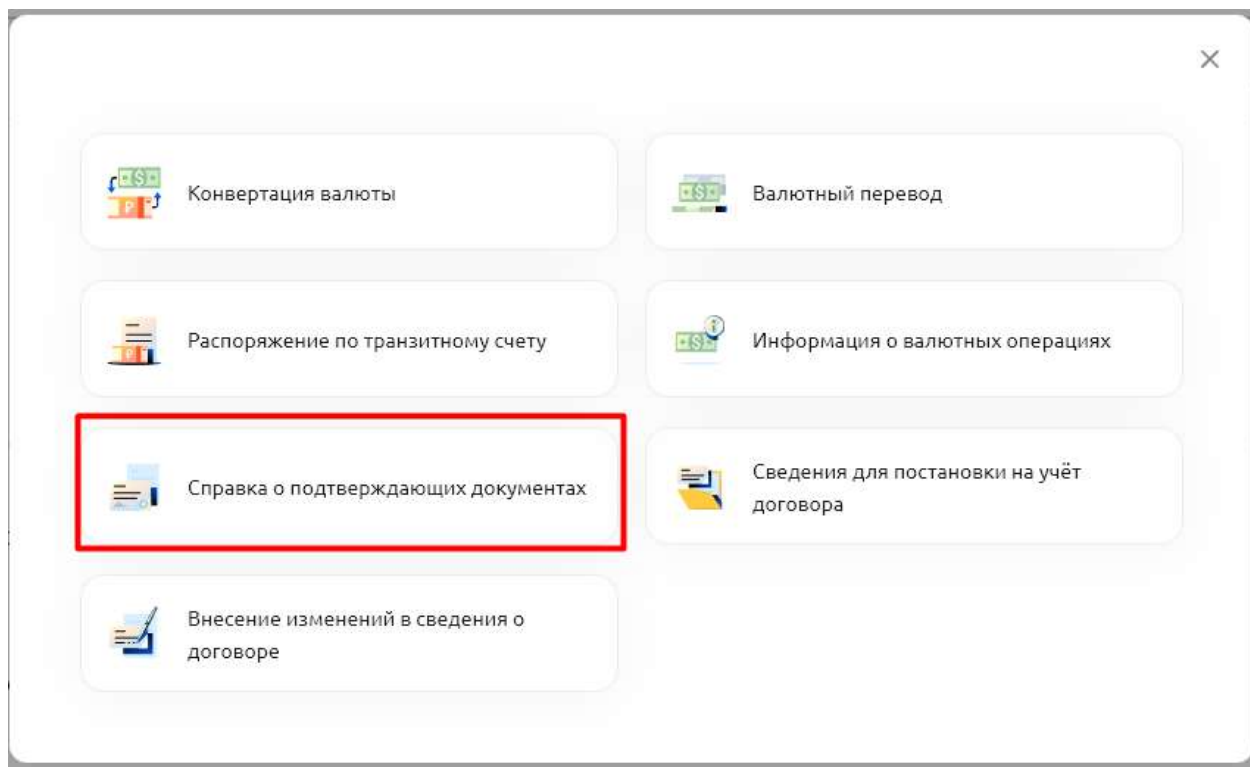 Конвертация валюты
Валютный перевод
Распоряжение по транзитному счету
Информация о валютных операциях
Справка о подтверждающих документах
Сведения для постановки на учёт
договора
Внесение изменений в сведения о
договоре